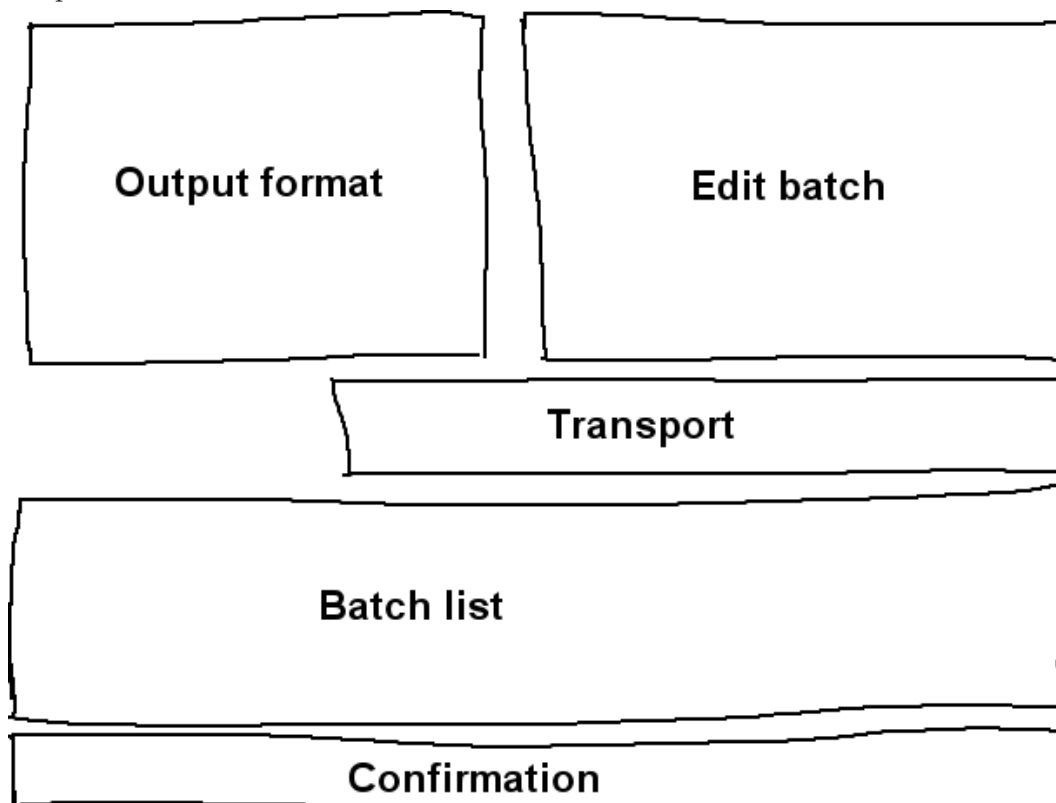 Output format
Edit batch
Transport
Batch list
Confirmation